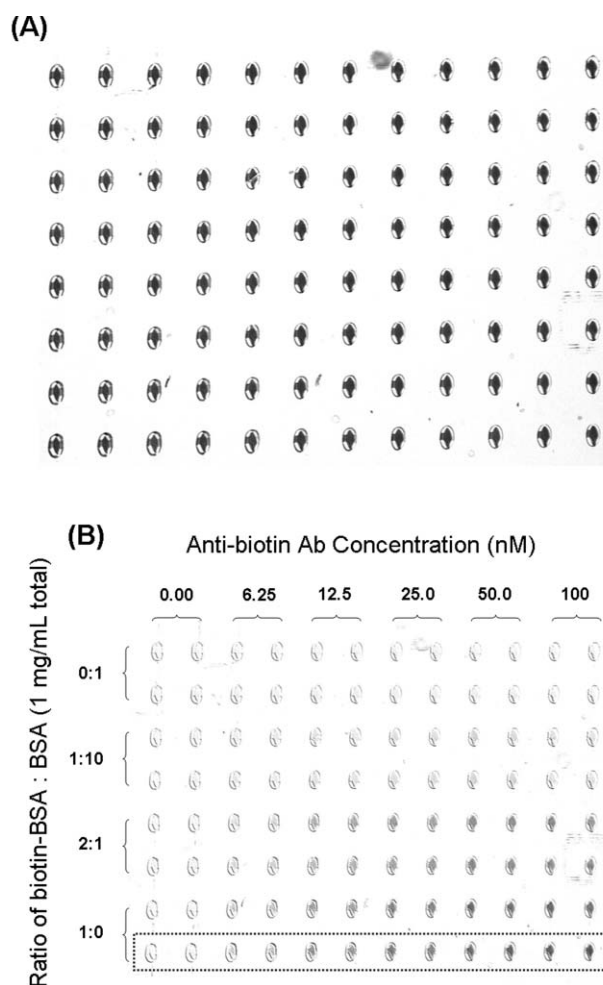 (A)
(B)
Anti-biotin Ab Concentration (nM)
0.00 6.25 12.5 25.0 50.0 100
Ratio of biotin-BSA : BSA (1 mg/mL total)
0:1
1:10
2:1
1:0